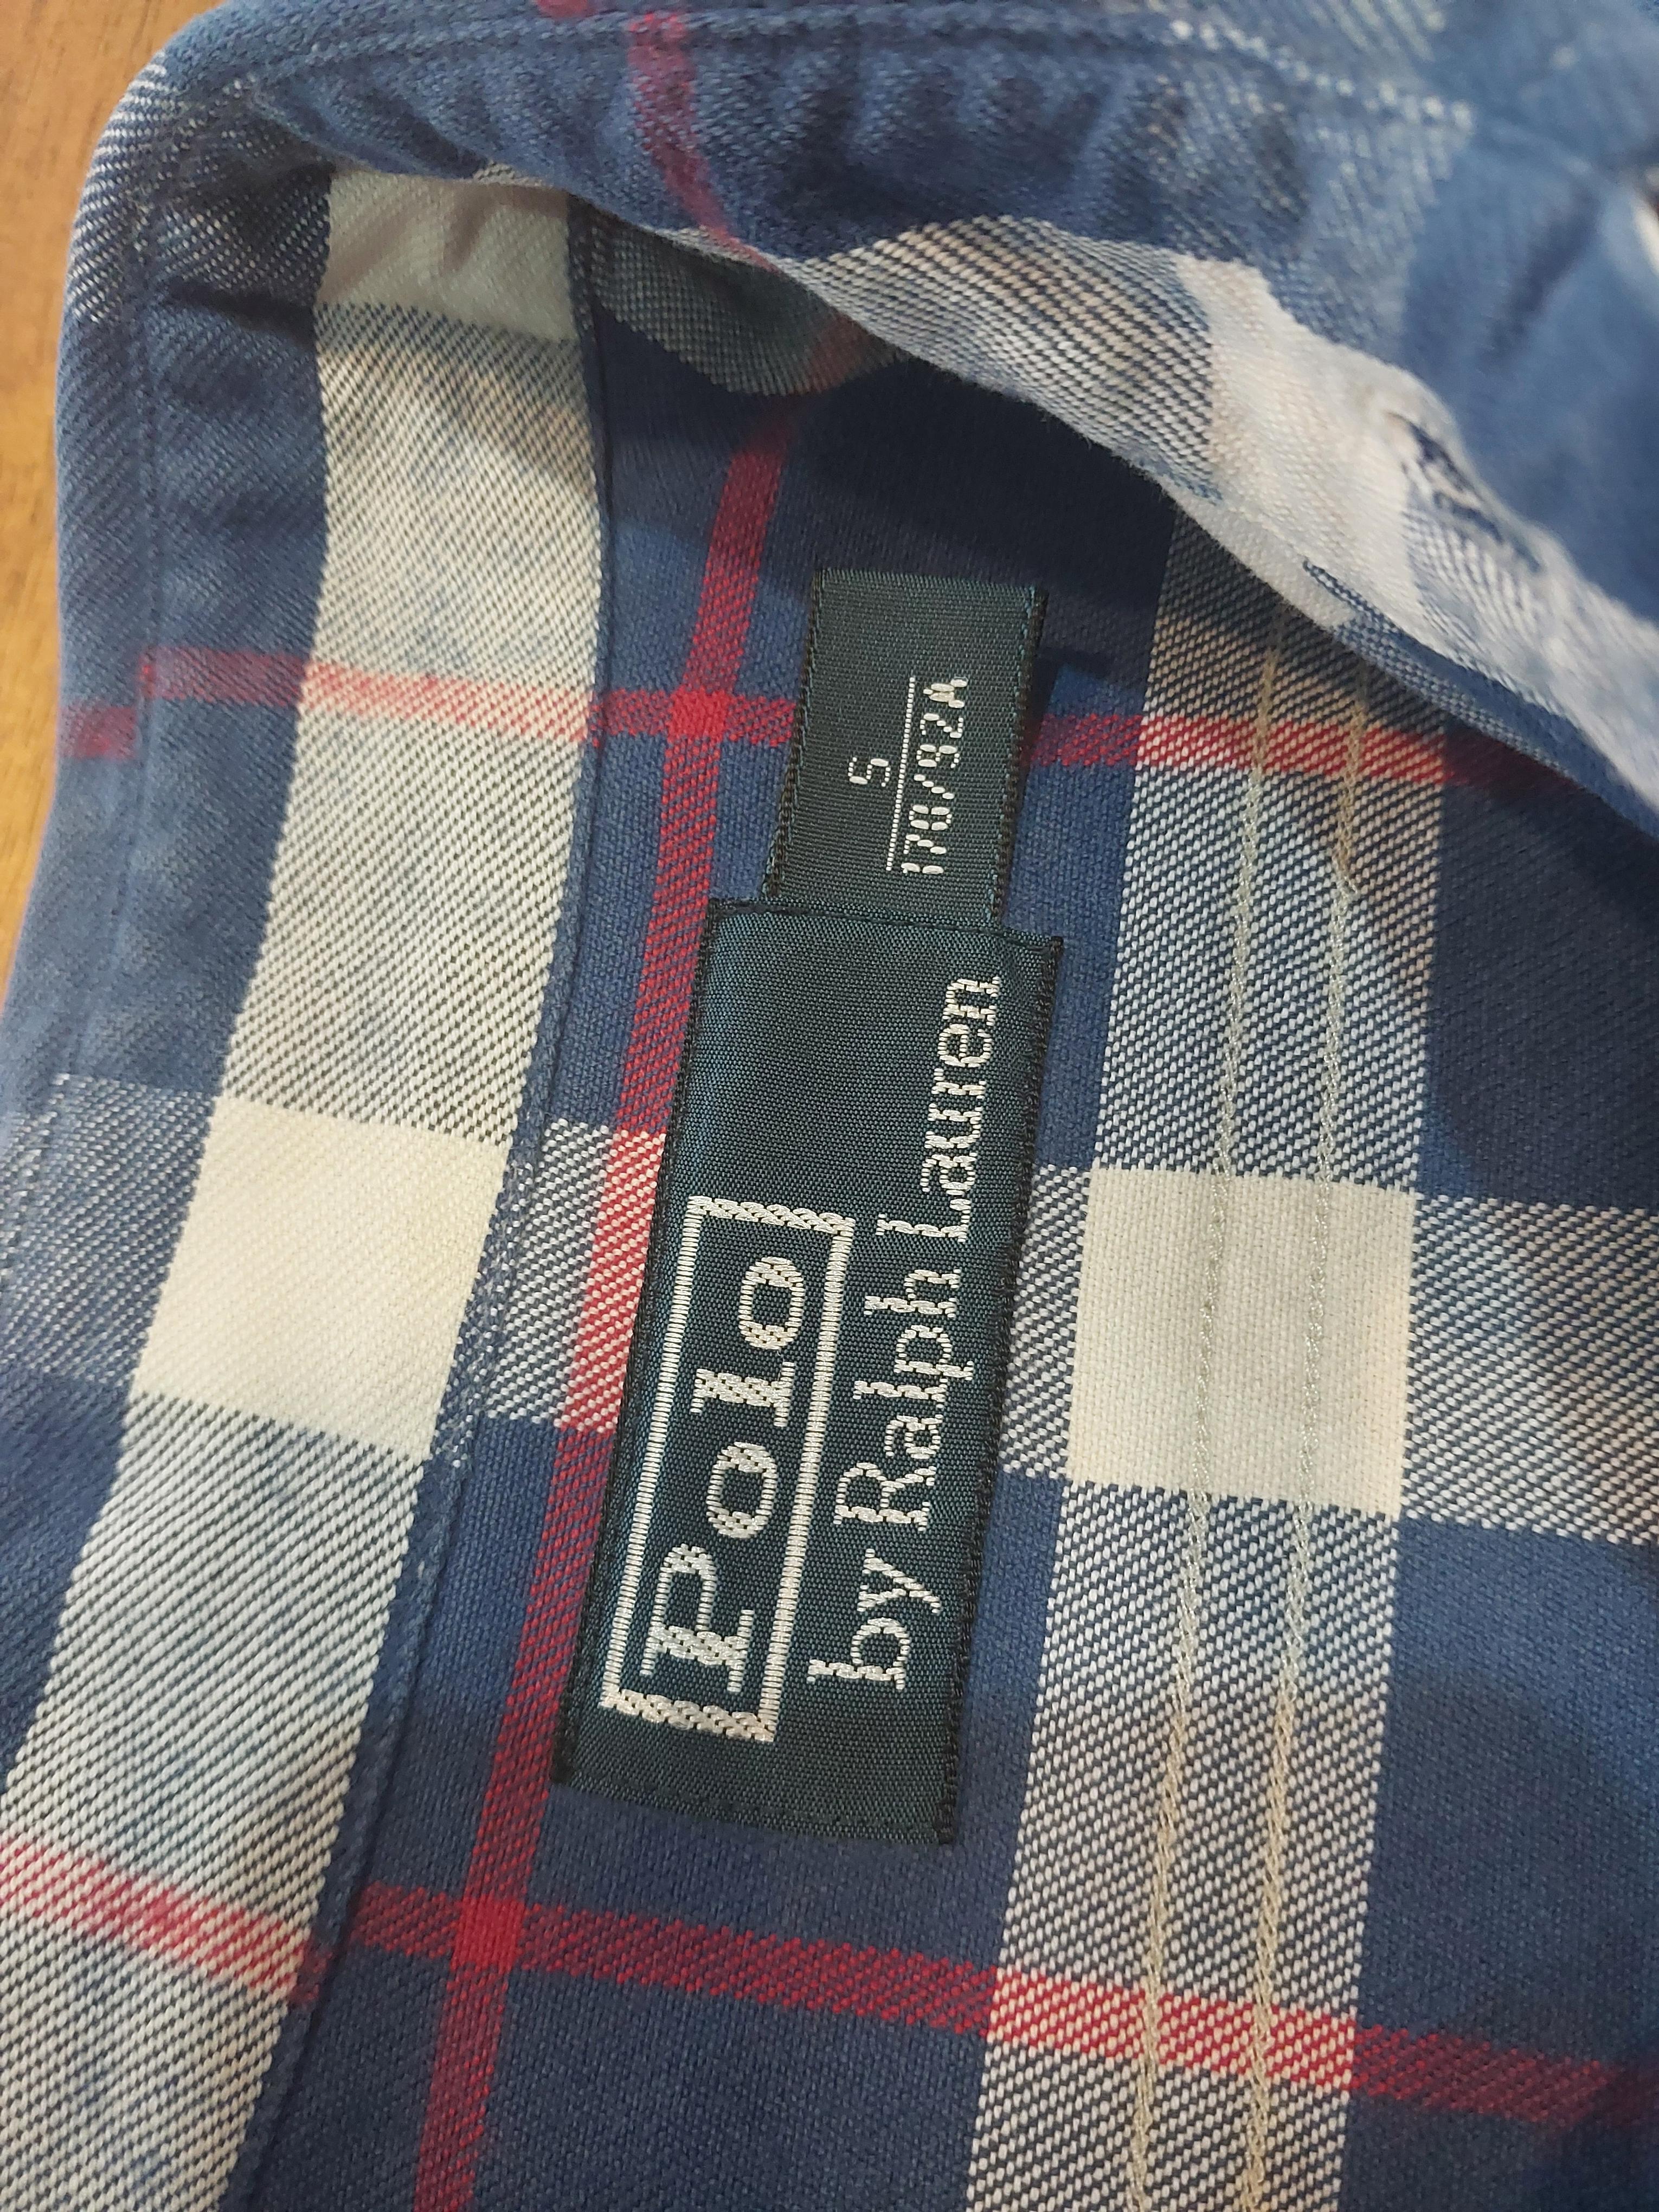 Polo
by Ralph Lauren
S
170/92A